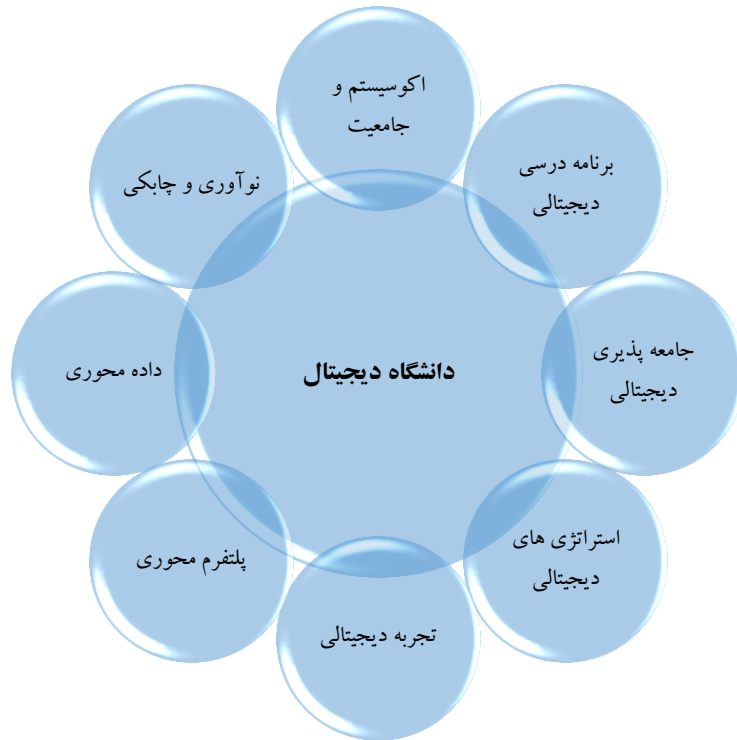 اکوسیستم و
جامعیت
برنامه درسی
دیجیتالی
جامعه پذیری
دیجیتالی
استراتژی های
دیجیتالی
تجربه دیجیتالی
پلتفرم محوری
داده محوری
نوآوری و چابکی
دانشگاه دیجیتال